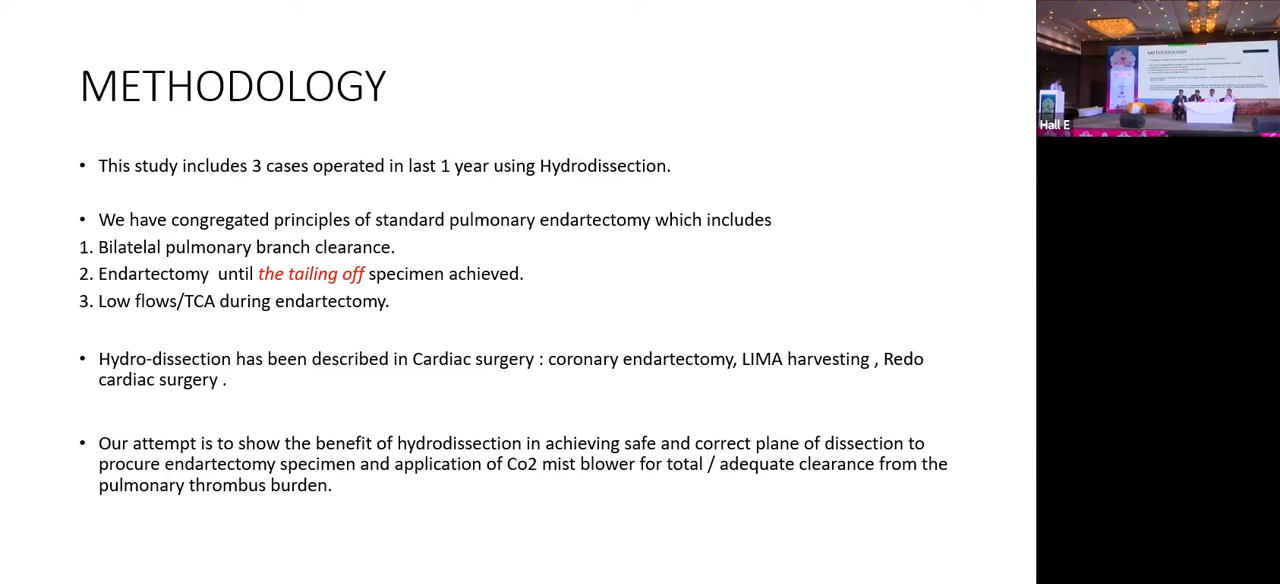 METHODOLOGY
• This study includes 3 cases operated in last 1 year using Hydrodissection.
• We have congregated principles of standard pulmonary endartectomy which includes
1. Bilatelal pulmonary branch clearance.
2. Endartectomy  until the tailing off specimen achieved.
3. Low flows/TCA during endartectomy.
• Hydro-dissection has been described in Cardiac surgery : coronary endartectomy, LIMA harvesting , Redo
cardiac surgery .
• Our attempt is to show the benefit of hydrodissection in achieving safe and correct plane of dissection to
procure endartectomy specimen and application of Co2 mist blower for total / adequate clearance from the
pulmonary thrombus burden.
METHODOLOGY
Hall E